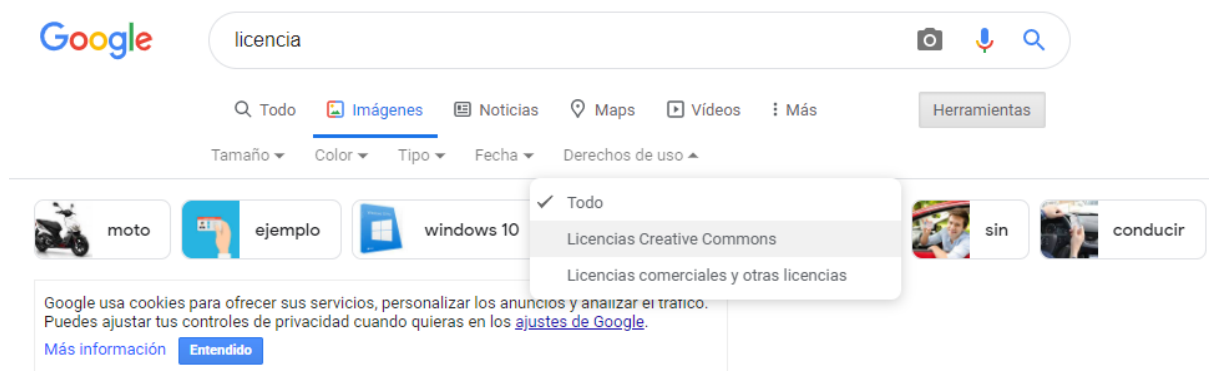 Google licencia
Todo Imágenes Noticias Maps Vídeos Más Herramientas
Tamaño Color Tipo Fecha Derechos de uso
Todo
Licencias Creative Commons
Licencias comerciales y otras licencias
moto ejemplo windows 10 sin conducir
Google usa cookies para ofrecer sus servicios, personalizar los anuncios y analizar el tráfico.
Puedes ajustar tus controles de privacidad cuando quieras en los ajustes de Google.
Más información Entendido